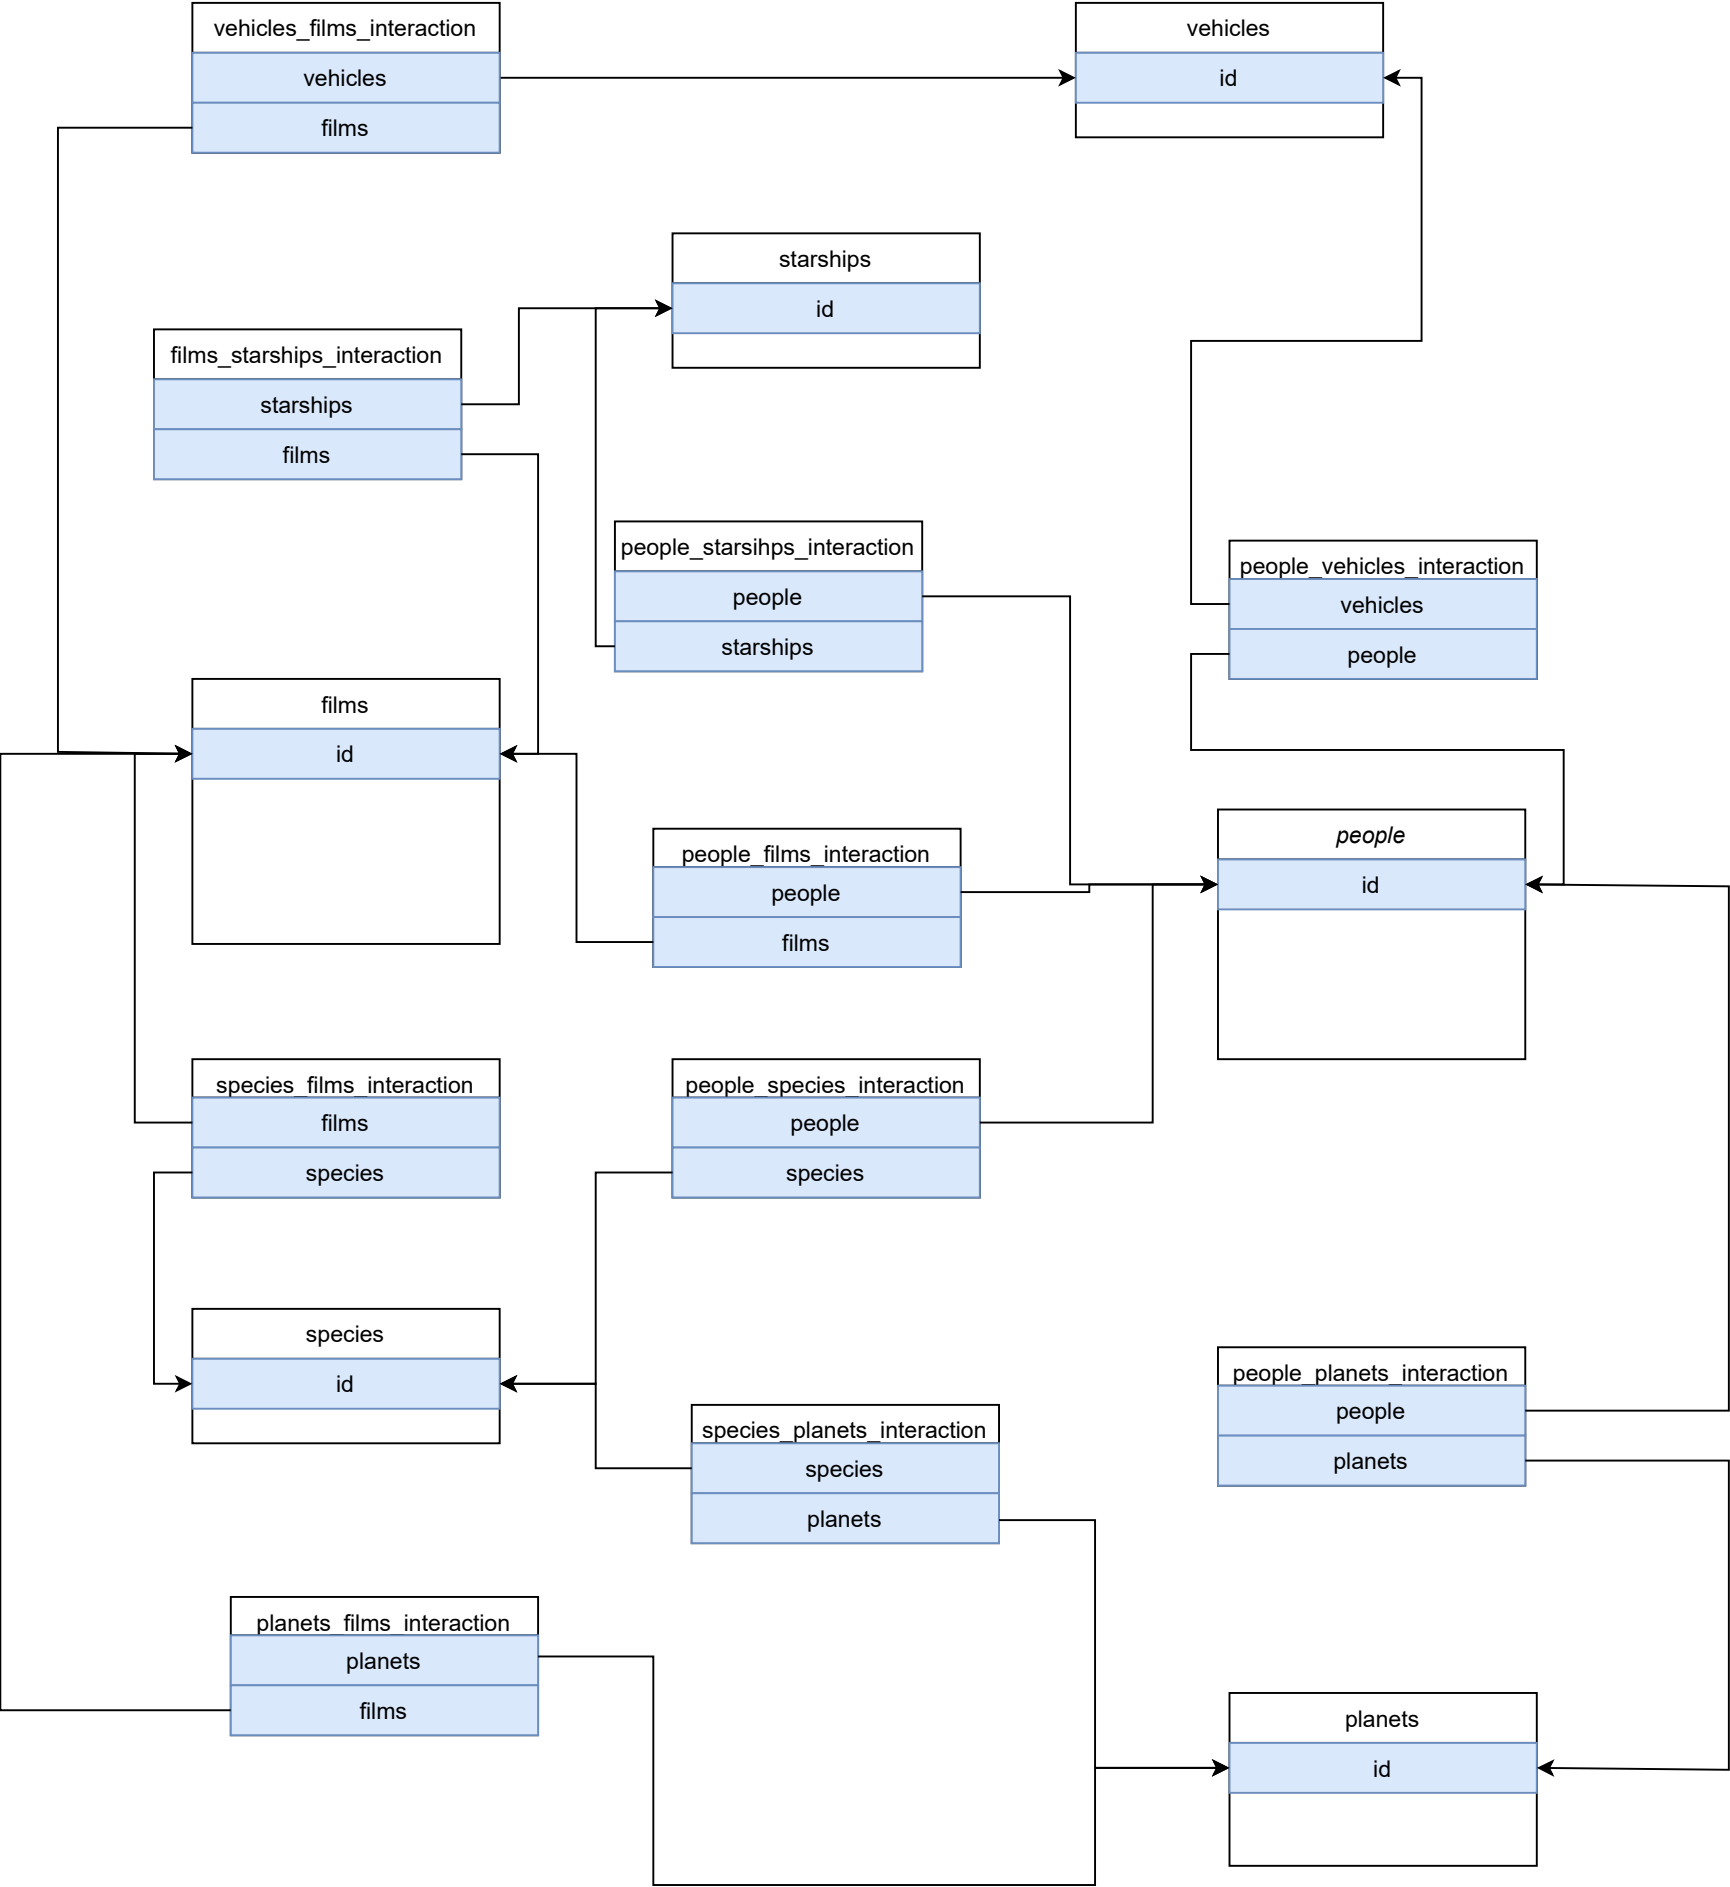 vehicles_films_interaction
vehicles
films
vehicles
id
starships
id
films_starships_interaction
starships
films
people_starsihps_interaction
people
starships
people_vehicles_interaction
vehicles
people
films
id
people_films_interaction
people
films
people
id
species_films_interaction
films
species
people_species_interaction
people
species
species
id
people_planets_interaction
people
planets
species_planets_interaction
species
planets
planets_films_interaction
planets
films
planets
id